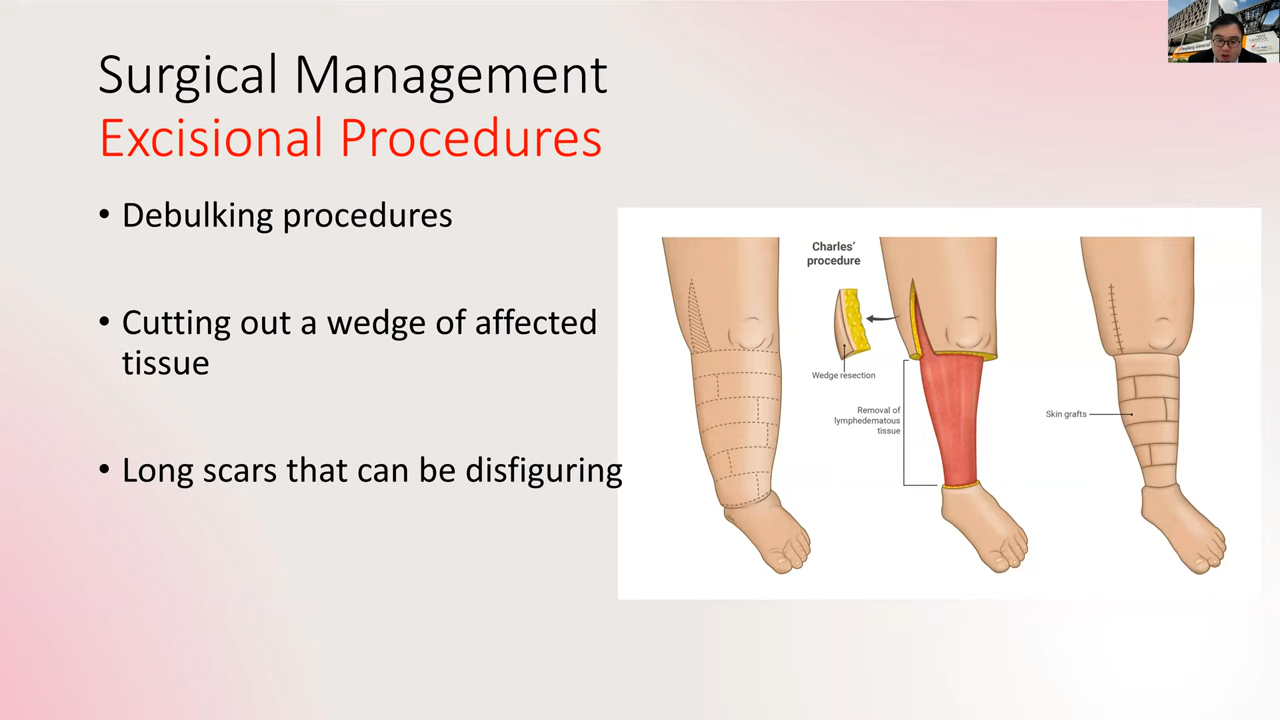 Surgical Management
Excisional Procedures
• Debulking procedures
• Cutting out a wedge of affected
tissue
• Long scars that can be disfiguring
Charles'
procedure
Wedge resection
Removal of
lymphedematous
tissue
Skin grafts